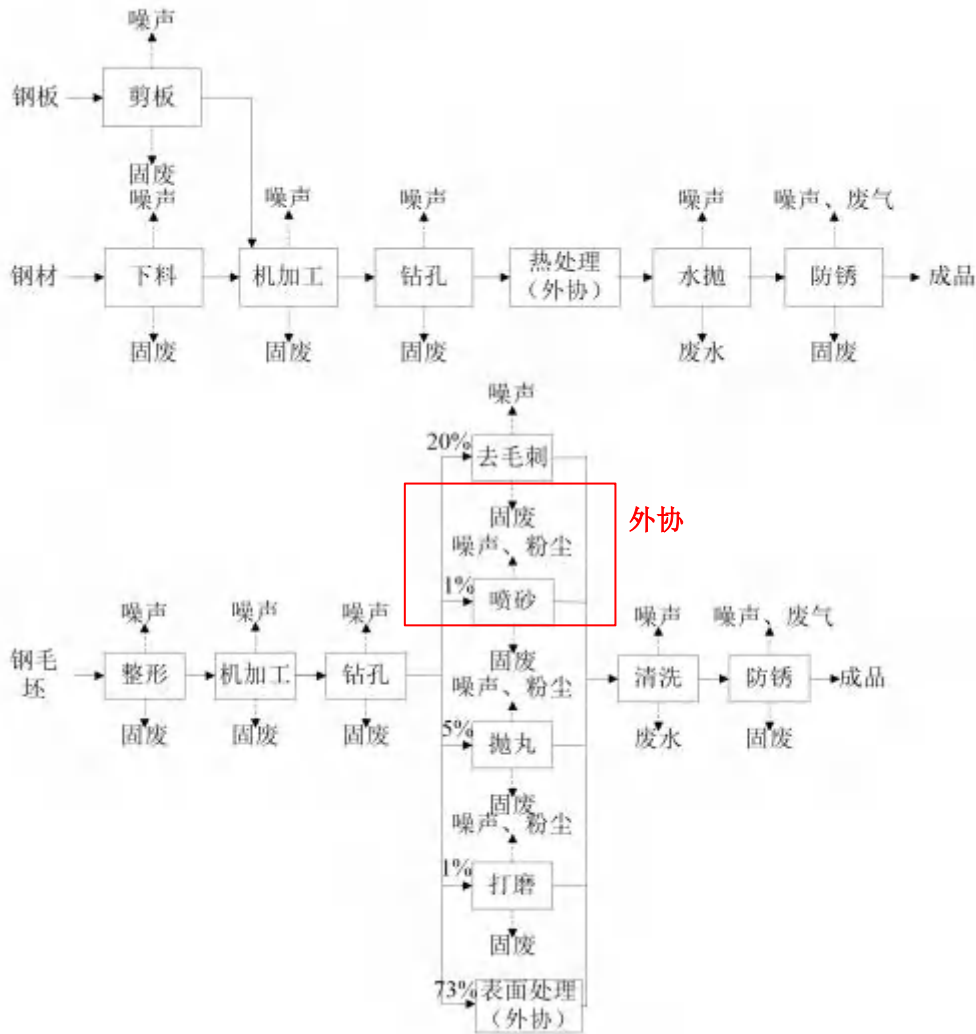 噪声
钢板
剪板
固废
噪声
噪声
噪声
噪声
噪声、废气
钢材
下料
机加工
钻孔
热处理
（外协）
水抛
防锈
成品
固废
固废
固废
废水
固废
噪声
20%
去毛刺
固废
外协
噪声、粉尘
1%
喷砂
噪声
噪声
噪声
噪声
噪声、废气
固废
钢毛
坯
整形
机加工
钻孔
清洗
防锈
成品
噪声、粉尘
固废
固废
固废
5%
抛丸
废水
固废
固废
噪声、粉尘
1%
打磨
固废
73%
表面处理
（外协）